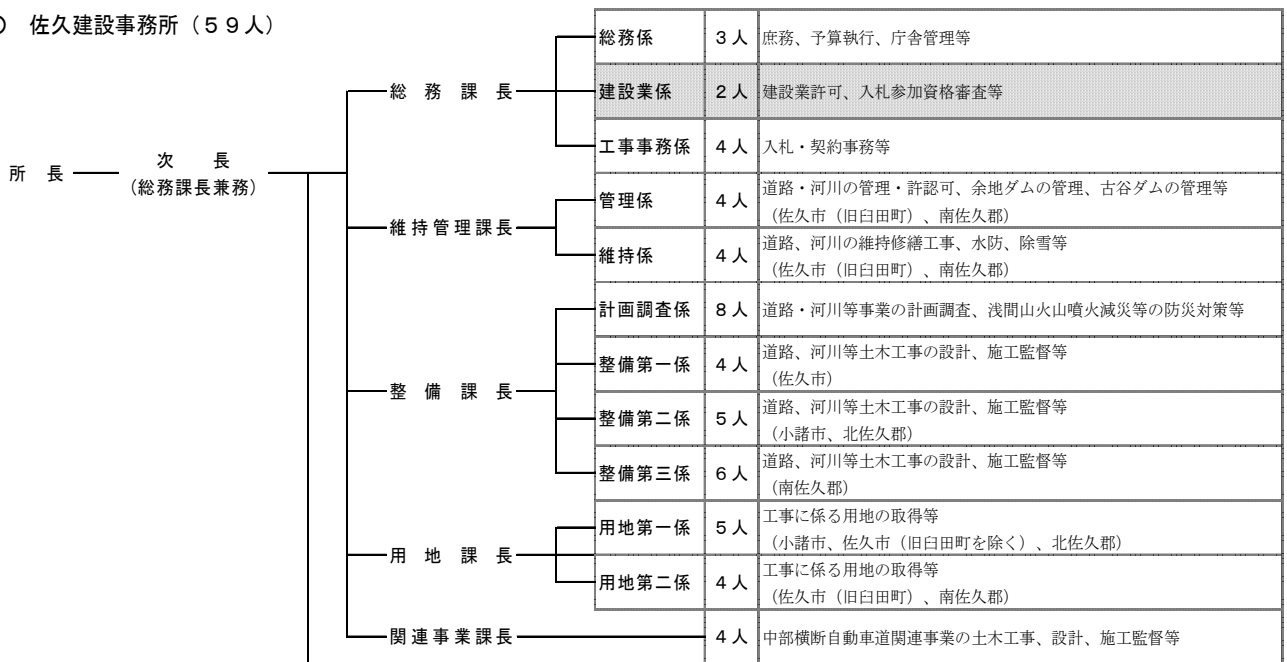 佐久建設事務所(59人)
総務係 3人 庶務、予算執行、庁舎管理等
総務課長 建設業係 2人 建設業許可、入札参加資格審査等
工事事務係 4人 入札・契約事務等
所長 次長
(総務課長兼務)
管理係 4人 道路・河川の管理・許認可、余地ダムの管理、古谷ダムの管理等
(佐久市(旧臼田町)、南佐久郡)
維持管理課長
維持係 4人 道路、河川の維持修繕工事、水防、除雪等
(佐久市(旧臼田町)、南佐久郡)
計画調査係 8人 道路・河川等事業の計画調査、浅間山火山噴火減災等の防災対策等
整備第一係 4人 道路、河川等土木工事の設計、施工監督等
(佐久市)
整備課長
整備第二係 5人 道路、河川等土木工事の設計、施工監督等
(小諸市、北佐久郡)
整備第三係 6人 道路、河川等土木工事の設計、施工監督等
(南佐久郡)
用地第一係 5人 工事に係る用地の取得等
(小諸市、佐久市(旧臼田町を除く)、北佐久郡)
用地課長
用地第二係 4人 工事に係る用地の取得等
(佐久市(旧臼田町)、南佐久郡)
関連事業課長 4人 中部横断自動車道関連事業の土木工事、設計、施工監督等